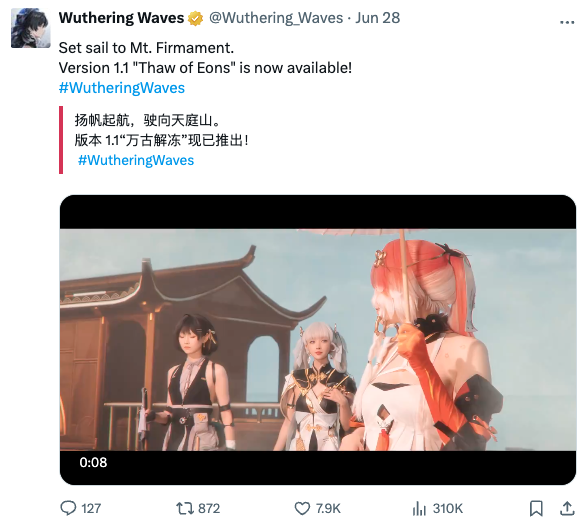 Wuthering Waves @Wuthering_Waves · Jun 28
Set sail to Mt. Firmament.
Version 1.1 "Thaw of Eons" is now available!
#WutheringWaves
扬帆起航，驶向天庭山。
版本 1.1“万古解冻”现已推出！
#WutheringWaves
0:08
127 872 7.9K 310K